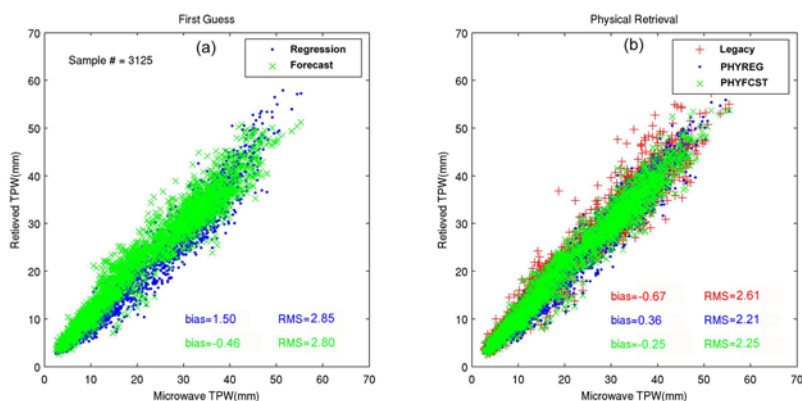 First Guess
(a)
Sample # = 3125
Regression
Forecast
70
60
50
40
30
20
10
0
Retieved TPW(mm)
bias=1.50 RMS=2.85
bias=-0.46 RMS=2.80
0 10 20 30 40 50 60 70
Microwave TPW(mm)
Physical Retrieval
(b)
Legacy
PHYREG
PHYFCST
70
60
50
40
30
20
10
0
Retrieved TPW(mm)
bias=-0.67 RMS=2.61
bias=0.36 RMS=2.21
bias=-0.25 RMS=2.25
0 10 20 30 40 50 60 70
Microwave TPW(mm)